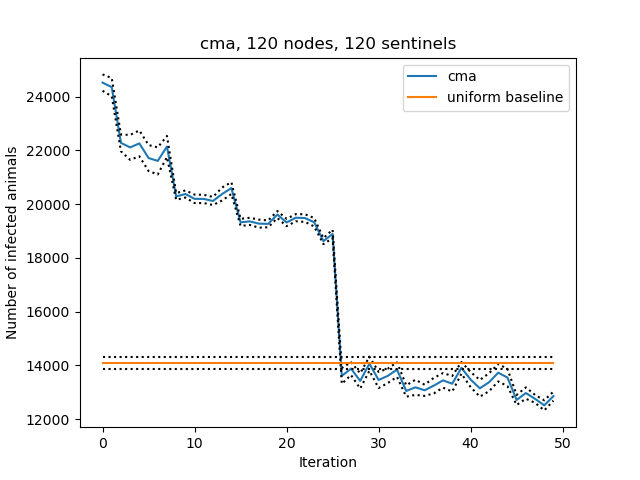 cma, 120 nodes, 120 sentinels
cma
uniform baseline
Number of infected animals
24000
22000
20000
18000
16000
14000
12000
0 10 20 30 40 50
Iteration